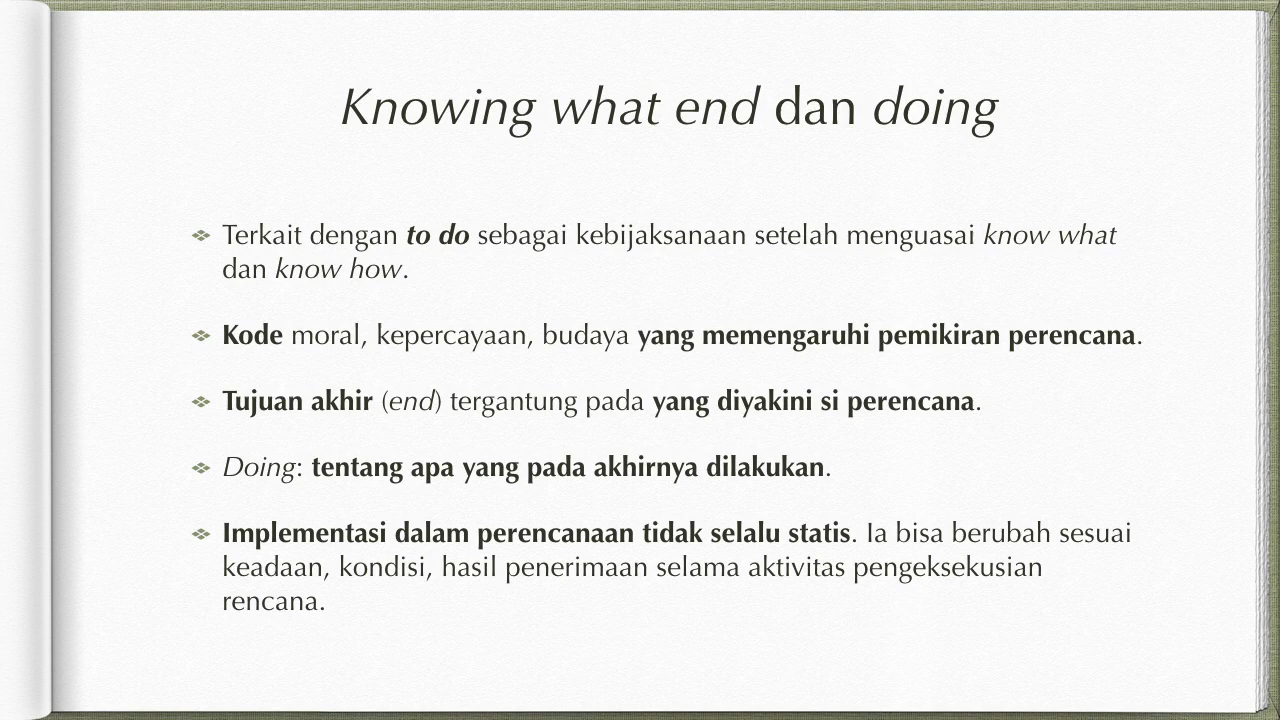 Knowing what end dan doing
Terkait dengan to do sebagai kebijaksanaan setelah menguasai know what
dan know how.
Kode moral, kepercayaan, budaya yang memengaruhi pemikiran perencana.
Tujuan akhir (end) tergantung pada yang diyakini si perencana.
Doing: tentang apa yang pada akhirnya dilakukan.
Implementasi dalam perencanaan tidak selalu statis. Ia bisa berubah sesuai
keadaan, kondisi, hasil penerimaan selama aktivitas pengeksekusian
rencana.